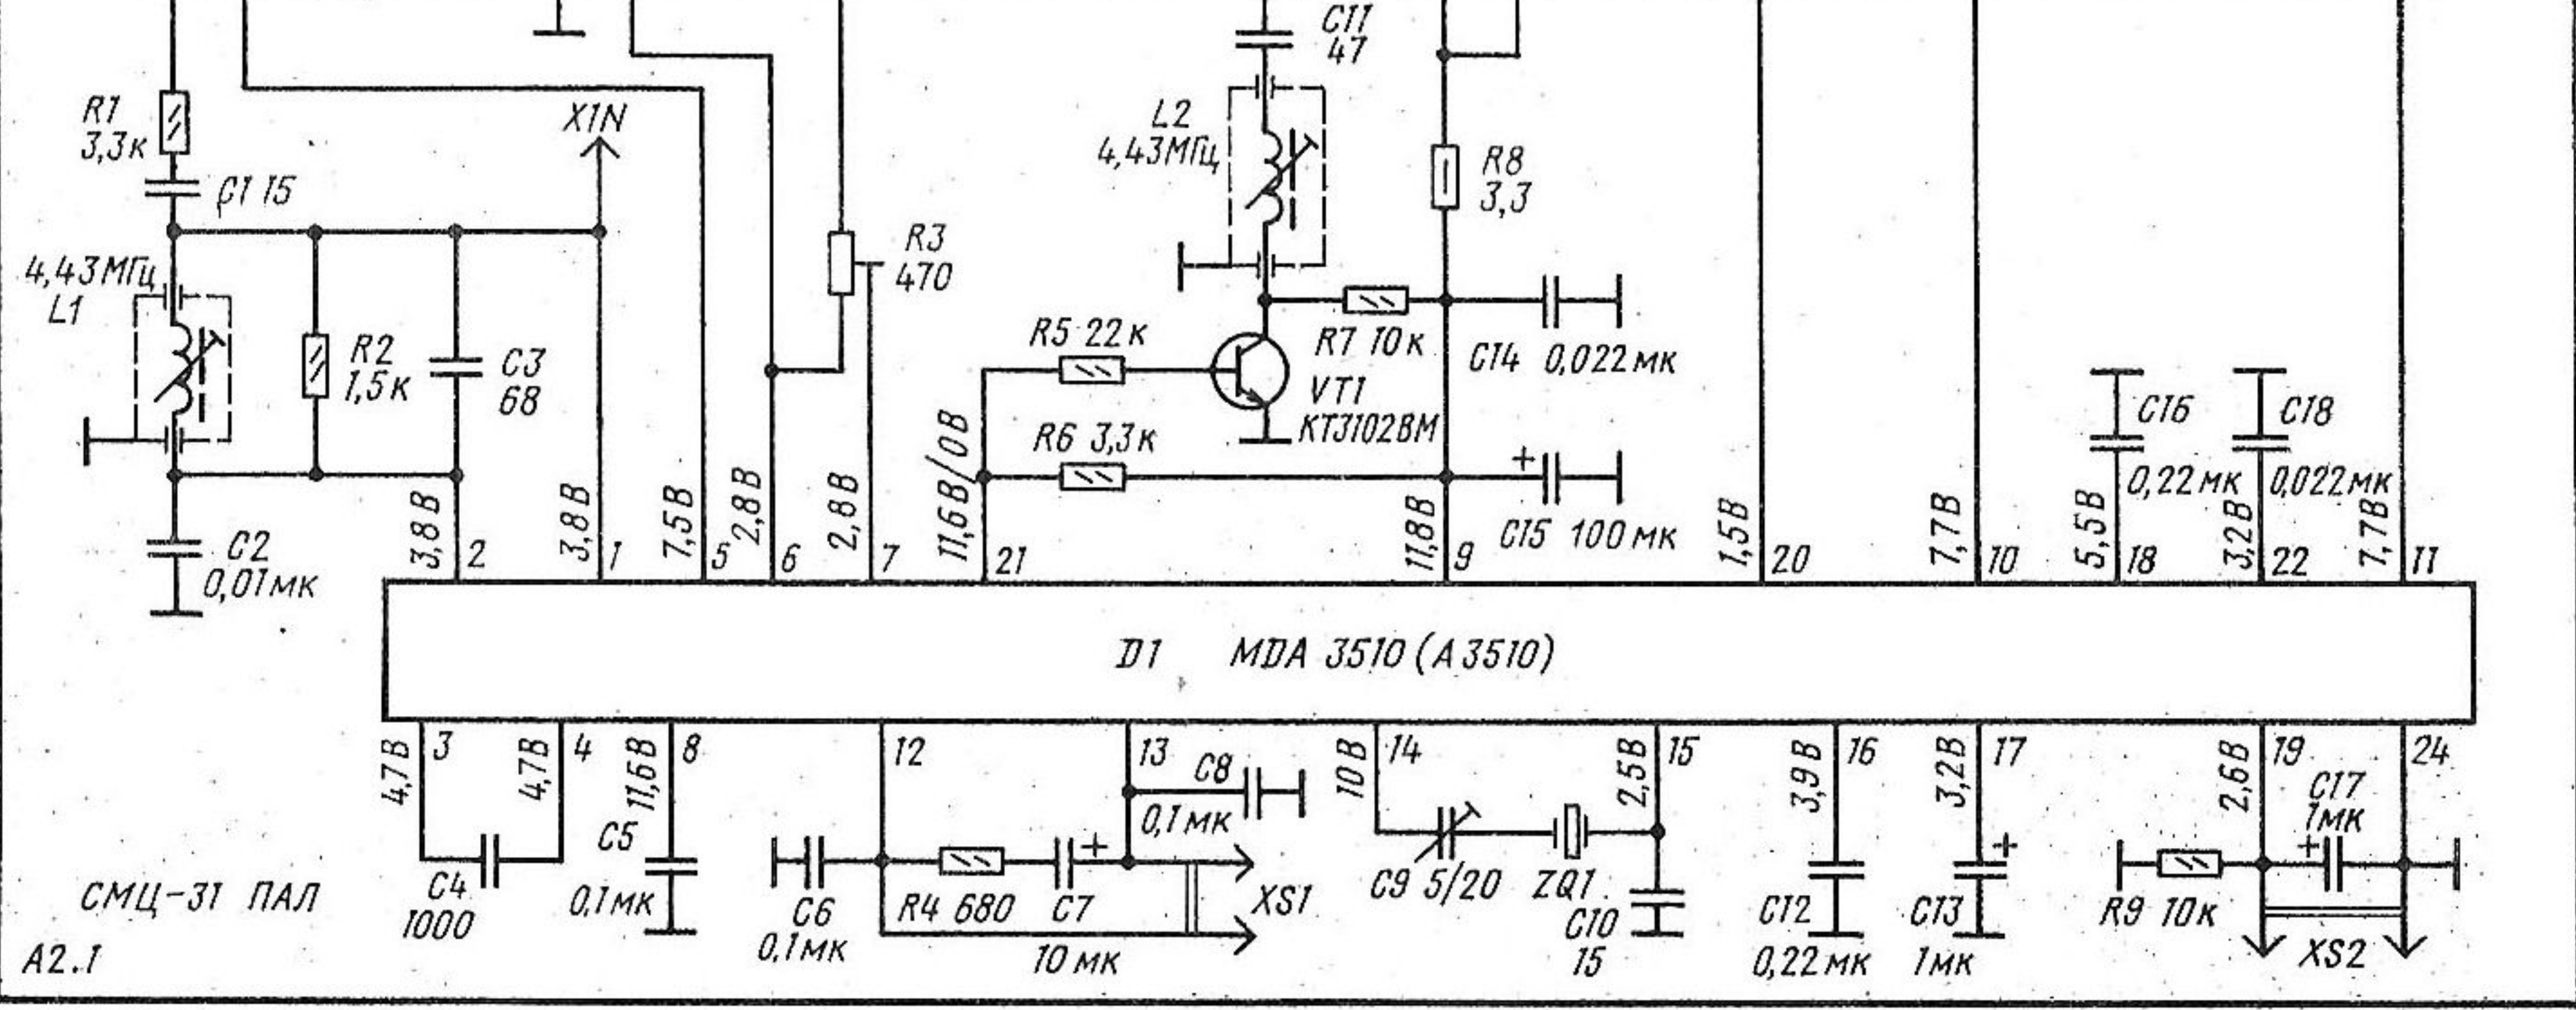 C11
47
R1
3,3к
X1N
L2
4,43МГц
R8
3,3
C1 15
R3
470
4,43МГц
L1
R2
1,5к
C3
68
R5 22к
R7 10к
C14 0,022мк
VT1
КТ3102ВМ
R6 3,3к
C16
0,22мк
C18
0,022мк
C2
0,01мк
C15 100мк
3,8В
2
3,8В
1
7,5В
5
2,8В
6
2,8В
7
11,6В/0В
21
11,8В
9
1,5В
20
7,7В
10
5,5В
18
3,2В
22
7,7В
11
D1 MDA 3510 (A3510)
4,7В
3
4,7В
4
11,6В
8
12
13
10В
14
2,5В
15
3,9В
16
3,2В
17
2,6В
19
24
C8
0,1мк
C17
1мк
C5
0,1мк
C4
1000
C6
0,1мк
R4 680
C7
10мк
XS1
C9 5/20
ZQ1
C10
15
C12
0,22мк
C13
1мк
R9 10к
XS2
СМЦ-31 ПАЛ
А2.1